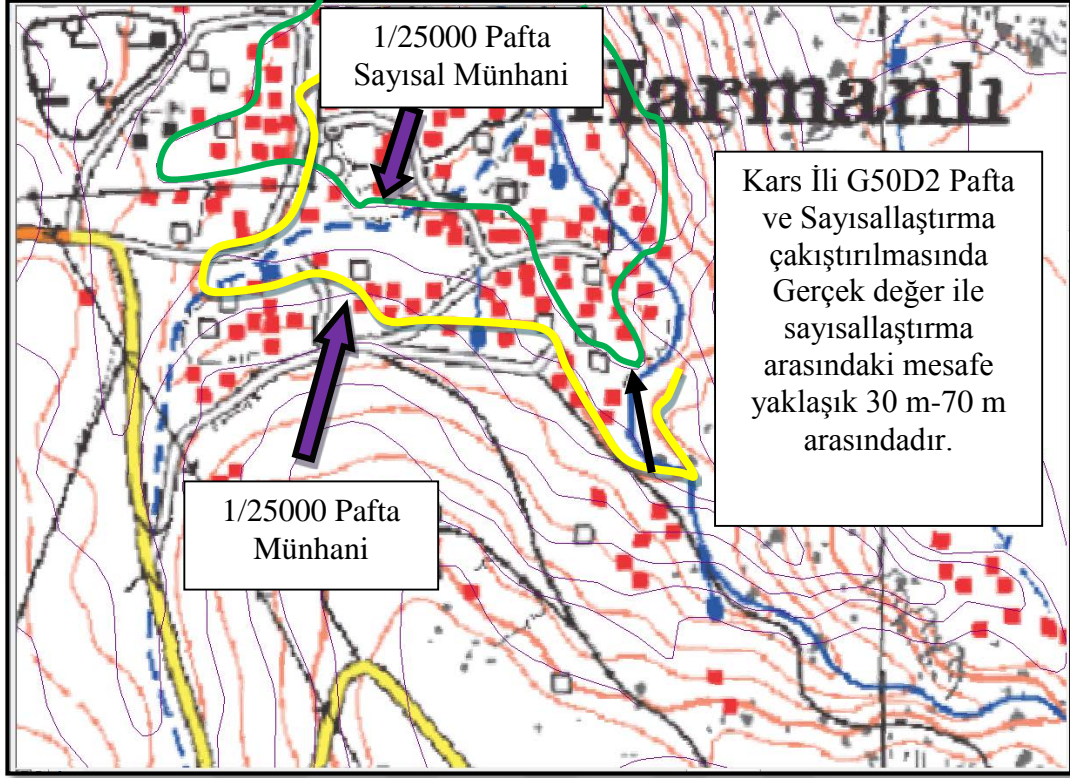 1/25000 Pafta
Sayısal Münhani
Harmanlı
Kars İli G50D2 Pafta
ve Sayısallaştırma
çakıştırılmasında
Gerçek değer ile
sayısallaştırma
arasındaki mesafe
yaklaşık 30 m-70 m
arasındadır.
1/25000 Pafta
Münhani